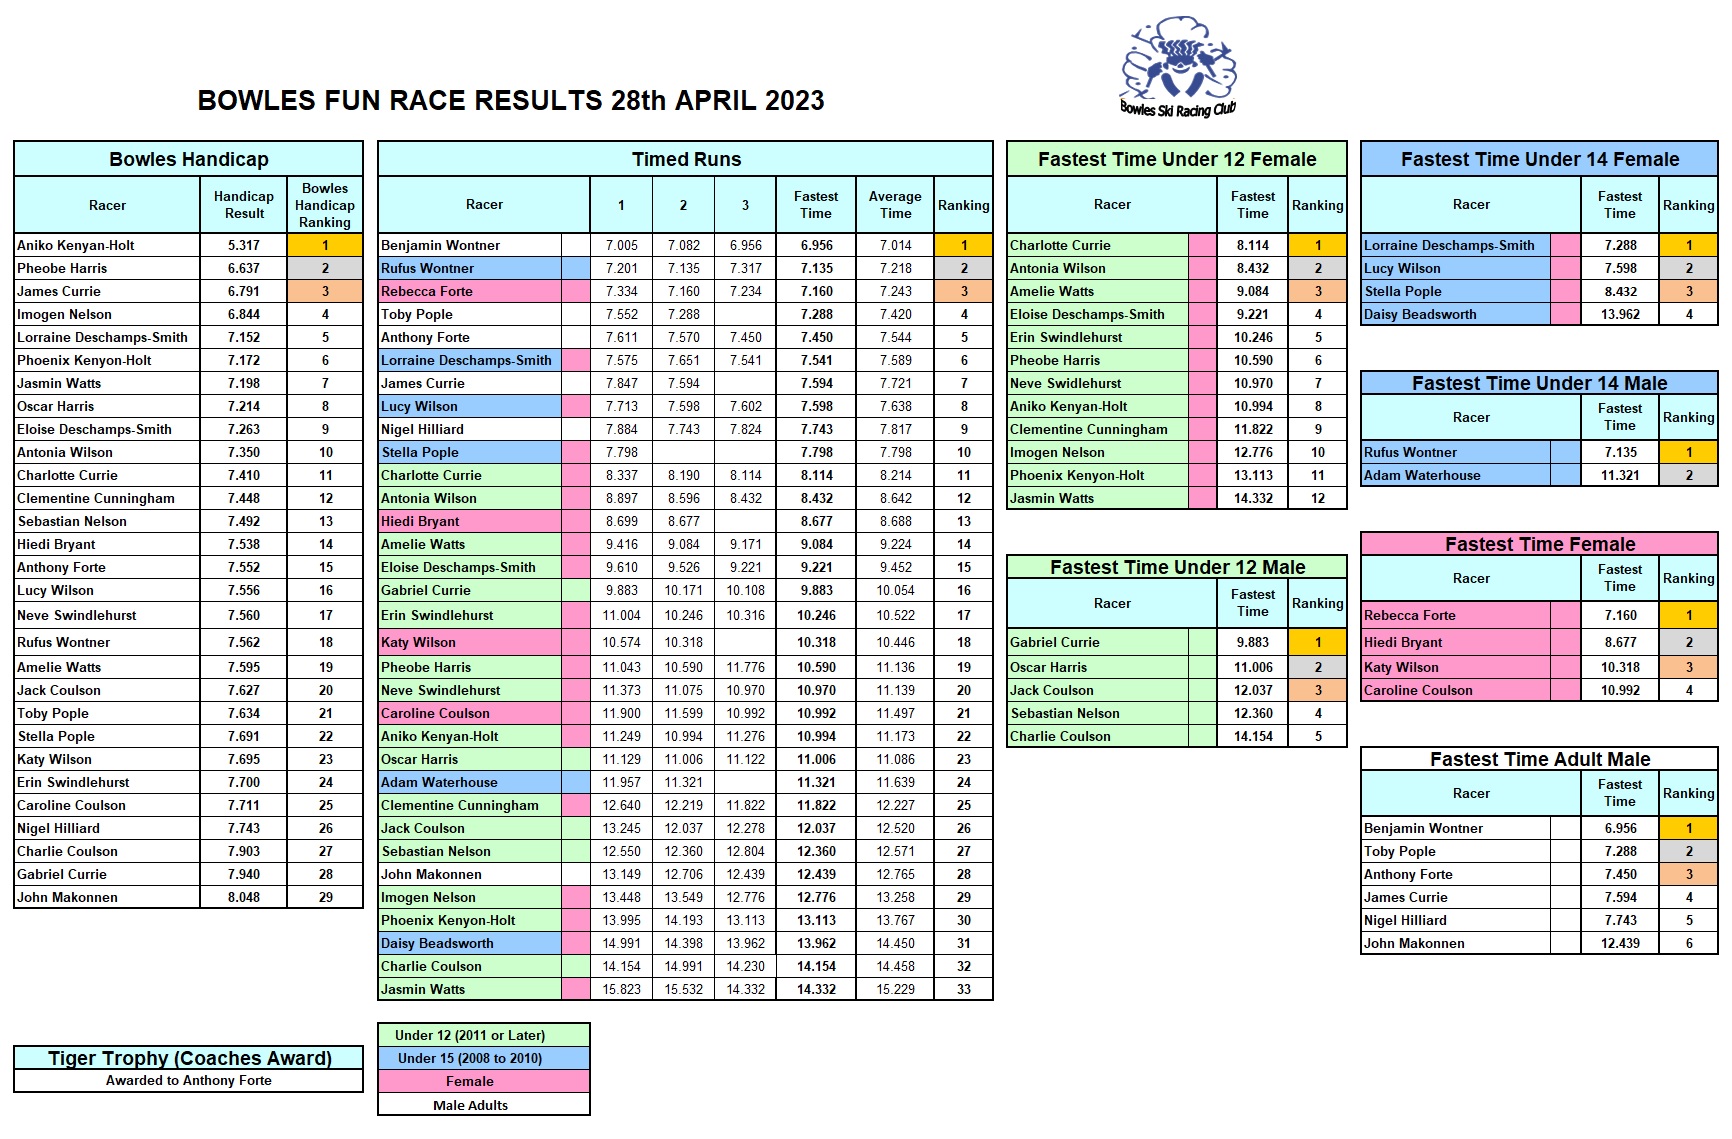 Bowles Ski Racing Club
BOWLES FUN RACE RESULTS 28th APRIL 2023
Bowles Handicap
Racer Handicap Result Bowles Handicap Ranking
Aniko Kenyan-Holt 5.317 1
Pheobe Harris 6.637 2
James Currie 6.791 3
Imogen Nelson 6.844 4
Lorraine Deschamps-Smith 7.152 5
Phoenix Kenyon-Holt 7.172 6
Jasmin Watts 7.198 7
Oscar Harris 7.214 8
Eloise Deschamps-Smith 7.263 9
Antonia Wilson 7.350 10
Charlotte Currie 7.410 11
Clementine Cunningham 7.448 12
Sebastian Nelson 7.492 13
Hiedi Bryant 7.538 14
Anthony Forte 7.552 15
Lucy Wilson 7.556 16
Neve Swindlehurst 7.560 17
Rufus Wontner 7.562 18
Amelie Watts 7.595 19
Jack Coulson 7.627 20
Toby Pople 7.634 21
Stella Pople 7.691 22
Katy Wilson 7.695 23
Erin Swindlehurst 7.700 24
Caroline Coulson 7.711 25
Nigel Hilliard 7.743 26
Charlie Coulson 7.903 27
Gabriel Currie 7.940 28
John Makonnen 8.048 29
Tiger Trophy (Coaches Award)
Awarded to Anthony Forte
Timed Runs
Racer 1 2 3 Fastest Time Average Time Ranking
Benjamin Wontner 7.005 7.082 6.956 6.956 7.014 1
Rufus Wontner 7.201 7.135 7.317 7.135 7.218 2
Rebecca Forte 7.334 7.160 7.234 7.160 7.243 3
Toby Pople 7.552 7.288 7.288 7.420 4
Anthony Forte 7.611 7.570 7.450 7.450 7.544 5
Lorraine Deschamps-Smith 7.575 7.651 7.541 7.541 7.589 6
James Currie 7.847 7.594 7.594 7.721 7
Lucy Wilson 7.713 7.598 7.602 7.598 7.638 8
Nigel Hilliard 7.884 7.743 7.824 7.743 7.817 9
Stella Pople 7.798 7.798 7.798 10
Charlotte Currie 8.337 8.190 8.114 8.114 8.214 11
Antonia Wilson 8.897 8.596 8.432 8.432 8.642 12
Hiedi Bryant 8.699 8.677 8.677 8.688 13
Amelie Watts 9.416 9.084 9.171 9.084 9.224 14
Eloise Deschamps-Smith 9.610 9.526 9.221 9.221 9.452 15
Gabriel Currie 9.883 10.171 10.108 9.883 10.054 16
Erin Swindlehurst 11.004 10.246 10.316 10.246 10.522 17
Katy Wilson 10.574 10.318 10.318 10.446 18
Pheobe Harris 11.043 10.590 11.776 10.590 11.136 19
Neve Swindlehurst 11.373 11.075 10.970 10.970 11.139 20
Caroline Coulson 11.900 11.599 10.992 10.992 11.497 21
Aniko Kenyan-Holt 11.249 10.994 11.276 10.994 11.173 22
Oscar Harris 11.129 11.006 11.122 11.006 11.086 23
Adam Waterhouse 11.957 11.321 11.321 11.639 24
Clementine Cunningham 12.640 12.219 11.822 11.822 12.227 25
Jack Coulson 13.245 12.037 12.278 12.037 12.520 26
Sebastian Nelson 12.550 12.360 12.804 12.360 12.571 27
John Makonnen 13.149 12.706 12.439 12.439 12.765 28
Imogen Nelson 13.448 13.549 12.776 12.776 13.258 29
Phoenix Kenyon-Holt 13.995 14.193 13.113 13.113 13.767 30
Daisy Beadsworth 14.991 14.398 13.962 13.962 14.450 31
Charlie Coulson 14.154 14.991 14.230 14.154 14.458 32
Jasmin Watts 15.823 15.532 14.332 14.332 15.229 33
Under 12 (2011 or Later)
Under 15 (2008 to 2010)
Female
Male Adults
Fastest Time Under 12 Female
Racer Fastest Time Ranking
Charlotte Currie 8.114 1
Antonia Wilson 8.432 2
Amelie Watts 9.084 3
Eloise Deschamps-Smith 9.221 4
Erin Swindlehurst 10.246 5
Pheobe Harris 10.590 6
Neve Swidlehurst 10.970 7
Aniko Kenyan-Holt 10.994 8
Clementine Cunningham 11.822 9
Imogen Nelson 12.776 10
Phoenix Kenyon-Holt 13.113 11
Jasmin Watts 14.332 12
Fastest Time Under 12 Male
Racer Fastest Time Ranking
Gabriel Currie 9.883 1
Oscar Harris 11.006 2
Jack Coulson 12.037 3
Sebastian Nelson 12.360 4
Charlie Coulson 14.154 5
Fastest Time Under 14 Female
Racer Fastest Time Ranking
Lorraine Deschamps-Smith 7.288 1
Lucy Wilson 7.598 2
Stella Pople 8.432 3
Daisy Beadsworth 13.962 4
Fastest Time Under 14 Male
Racer Fastest Time Ranking
Rufus Wontner 7.135 1
Adam Waterhouse 11.321 2
Fastest Time Female
Racer Fastest Time Ranking
Rebecca Forte 7.160 1
Hiedi Bryant 8.677 2
Katy Wilson 10.318 3
Caroline Coulson 10.992 4
Fastest Time Adult Male
Racer Fastest Time Ranking
Benjamin Wontner 6.956 1
Toby Pople 7.288 2
Anthony Forte 7.450 3
James Currie 7.594 4
Nigel Hilliard 7.743 5
John Makonnen 12.439 6